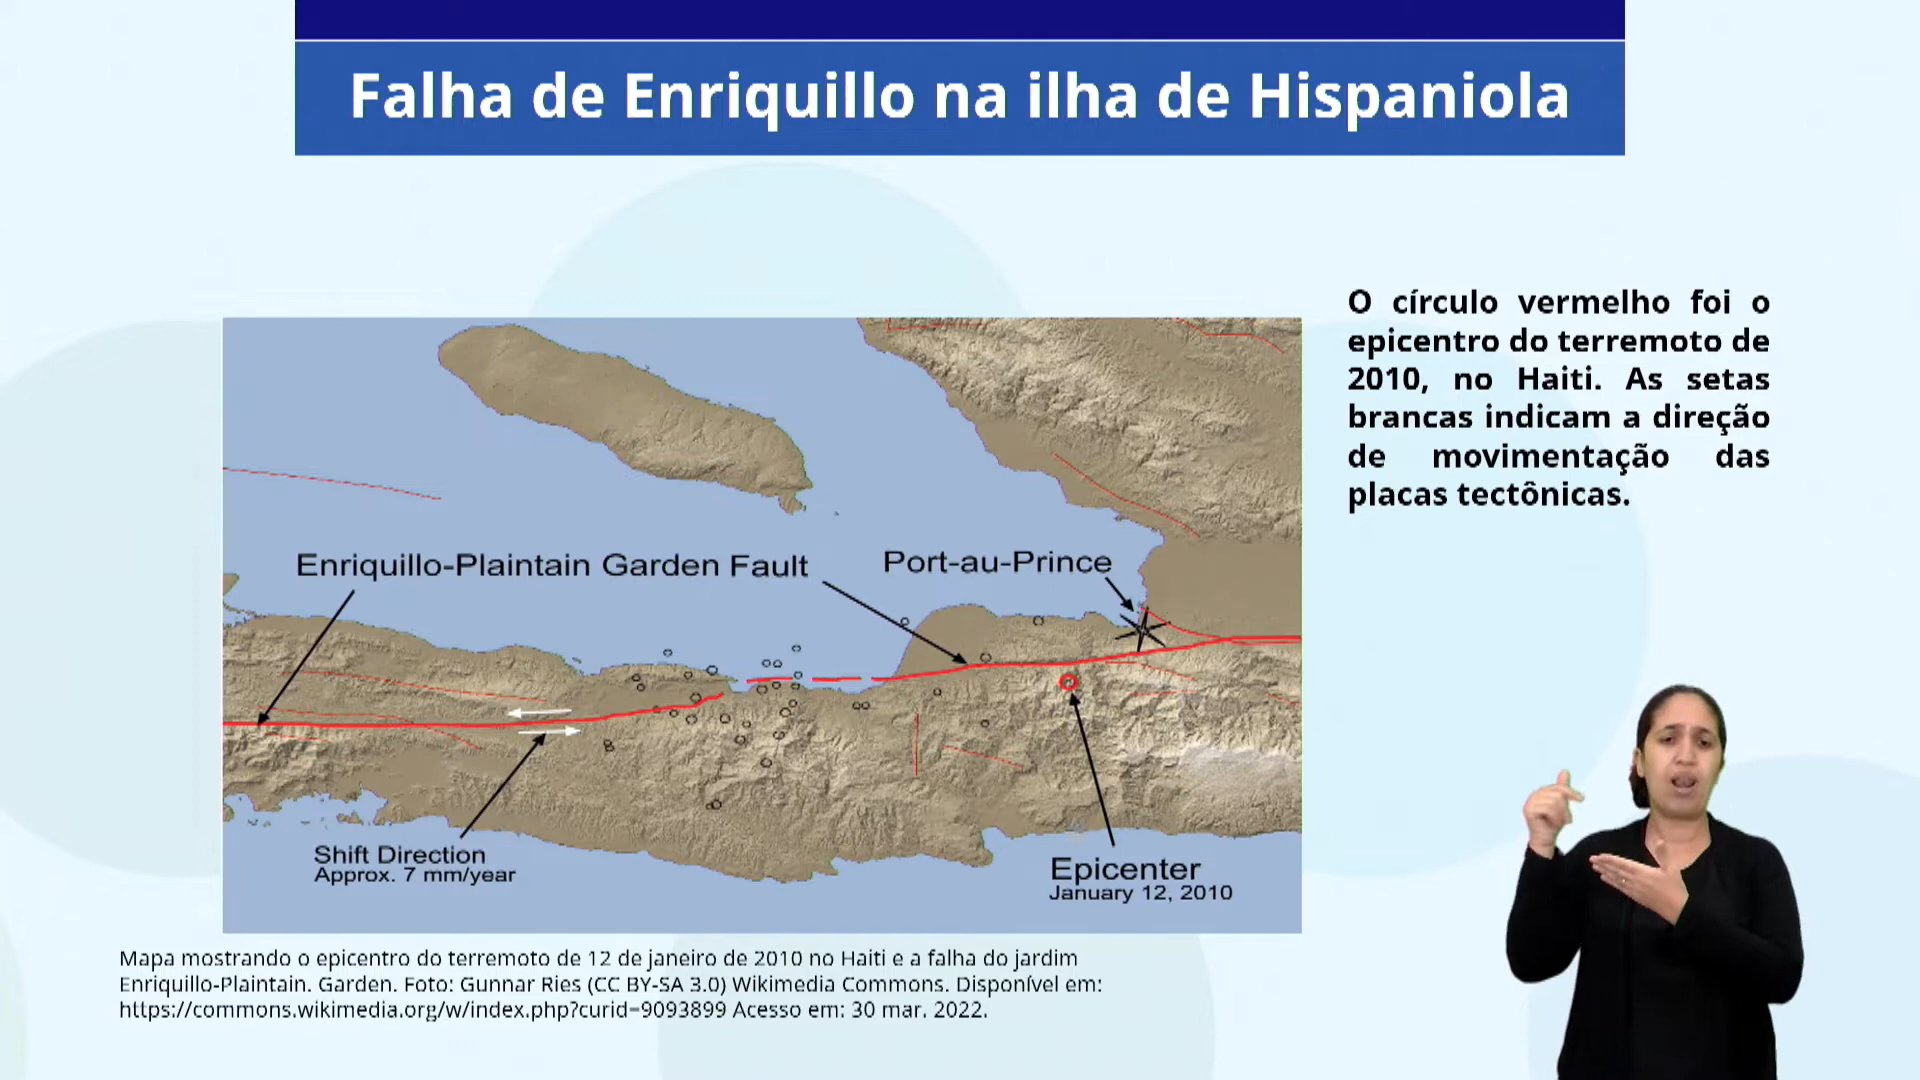 Falha de Enriquillo na ilha de Hispaniola
O círculo vermelho foi o
epicentro do terremoto de
2010, no Haiti. As setas
brancas indicam a direção
de movimentação das
placas tectônicas.
Enriquillo-Plaintain Garden Fault
Port-au-Prince
Shift Direction
Approx. 7 mm/year
Epicenter
January 12, 2010
Mapa mostrando o epicentro do terremoto de 12 de janeiro de 2010 no Haiti e a falha do jardim
Enriquillo-Plaintain. Garden. Foto: Gunnar Ries (CC BY-SA 3.0) Wikimedia Commons. Disponível em:
https://commons.wikimedia.org/w/index.php?curid=9093899 Acesso em: 30 mar. 2022.